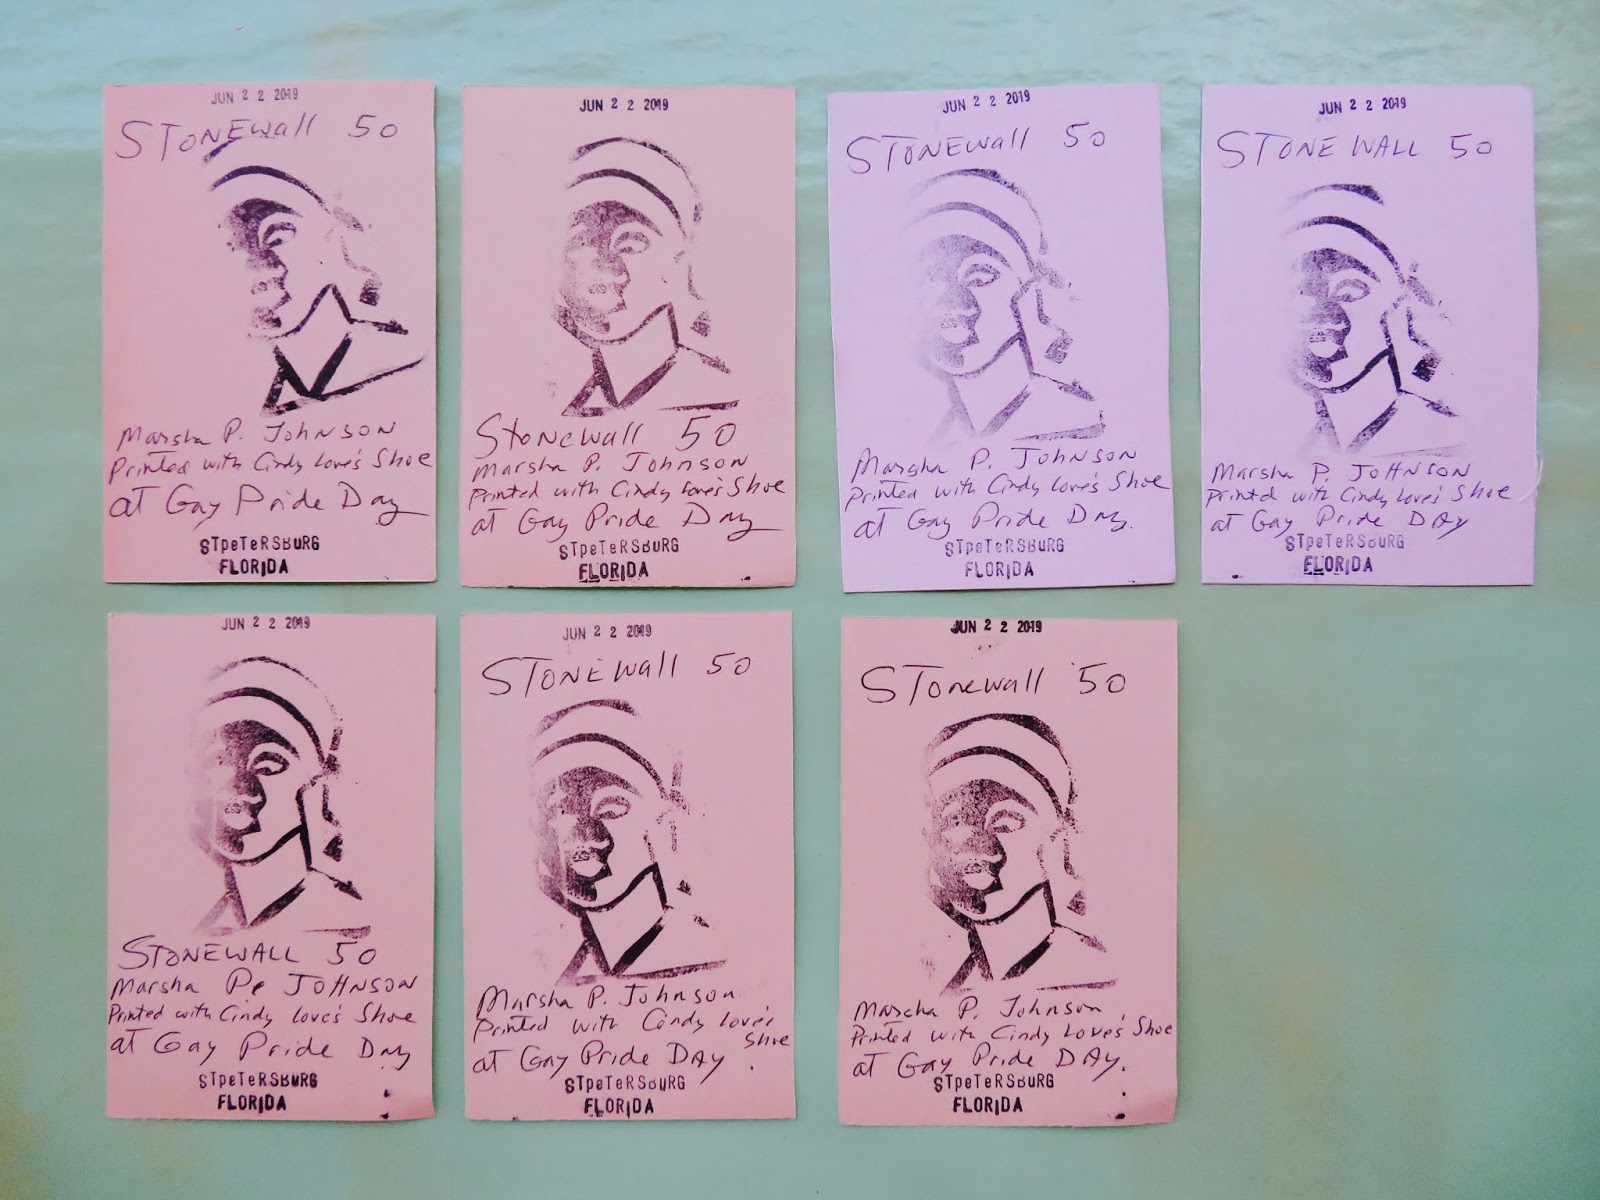 JUN 2 2 2019
STONEwall 50
Marsha P. JOHNSON
Printed with Cindy Love's Shoe
at Gay Pride Day
STpeTeRSBURG
FLORIDA
JUN 2 2 2019
Stonewall 50
Marsha P. JOHNSON
Printed with Cindy Love's Shoe
at Gay Pride Day
STpeTeRSBURG
FLORIDA
JUN 2 2 2019
STONEwall 50
Marsha P. JOHNSON
Printed with Cindy Love's Shoe
at Gay Pride Day.
STpeTeRSBURG
FLORIDA
JUN 2 2 2019
STONEWALL 50
Marsha P. JOHNSON
Printed with Cindy Love's Shoe
at Gay Pride DAy
STpeTeRSBURG
FLORIDA
JUN 2 2 2019
STONEWALL 50
Marsha Pe JOHNSON
Printed with Cindy Love's Shoe
at Gay Pride Day
STpeTeRSBURG
FLORIDA
JUN 2 2 2019
STONEwall 50
Marsha P. Johnson
Printed with Cindy Love's
Shoe
at Gay Pride DAy
STpeTeRSBURG
FLORIDA
JUN 2 2 2019
STonewall 50
Marsha P. Johnson
Printed with Cindy Love's Shoe
at Gay Pride DAy.
STpeTeRSBURG
FLORIDA